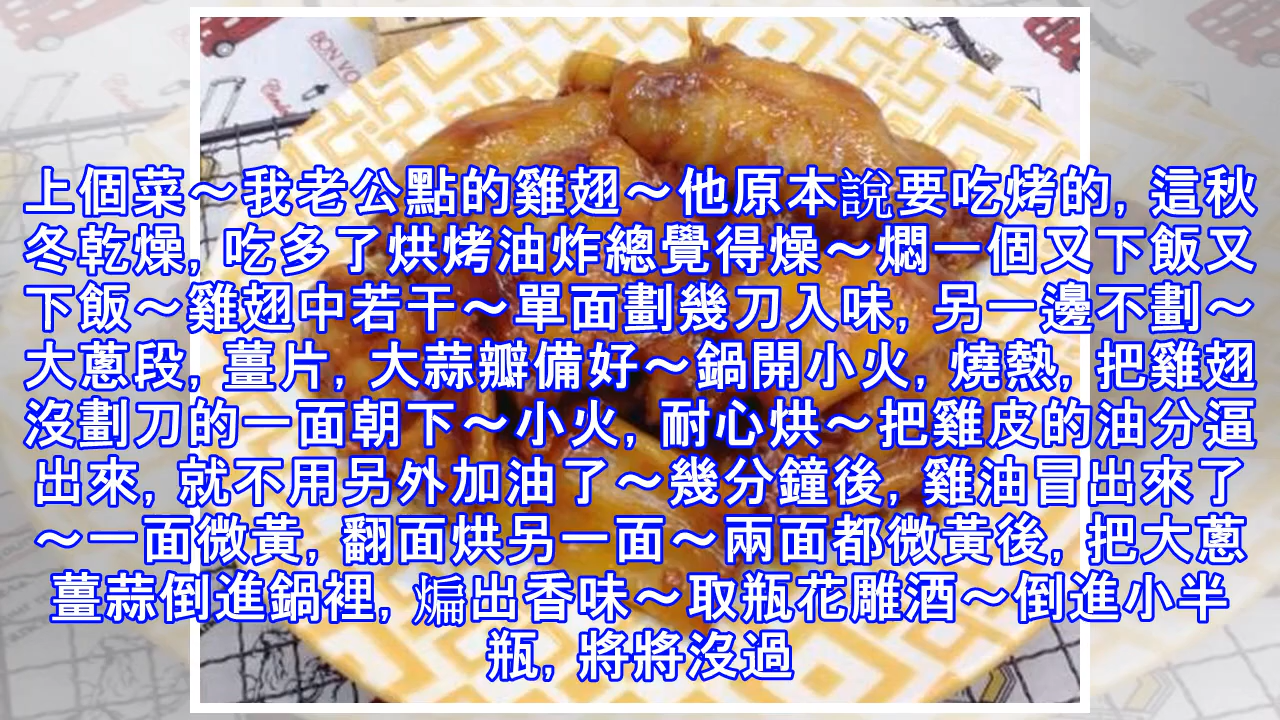 上個菜～我老公點的雞翅～他原本說要吃烤的, 這秋
冬乾燥, 吃多了烘烤油炸總覺得燥～燜一個又下飯又
下飯～雞翅中若干～單面劃幾刀入味, 另一邊不劃～
大蔥段, 薑片, 大蒜瓣備好～鍋開小火, 燒熱, 把雞翅
沒劃刀的一面朝下～小火, 耐心烘～把雞皮的油分逼
出來, 就不用另外加油了～幾分鐘後, 雞油冒出來了
～一面微黃, 翻面烘另一面～兩面都微黃後, 把大蔥
薑蒜倒進鍋裡, 煸出香味～取瓶花雕酒～倒進小半
瓶, 將將沒過
BON VO